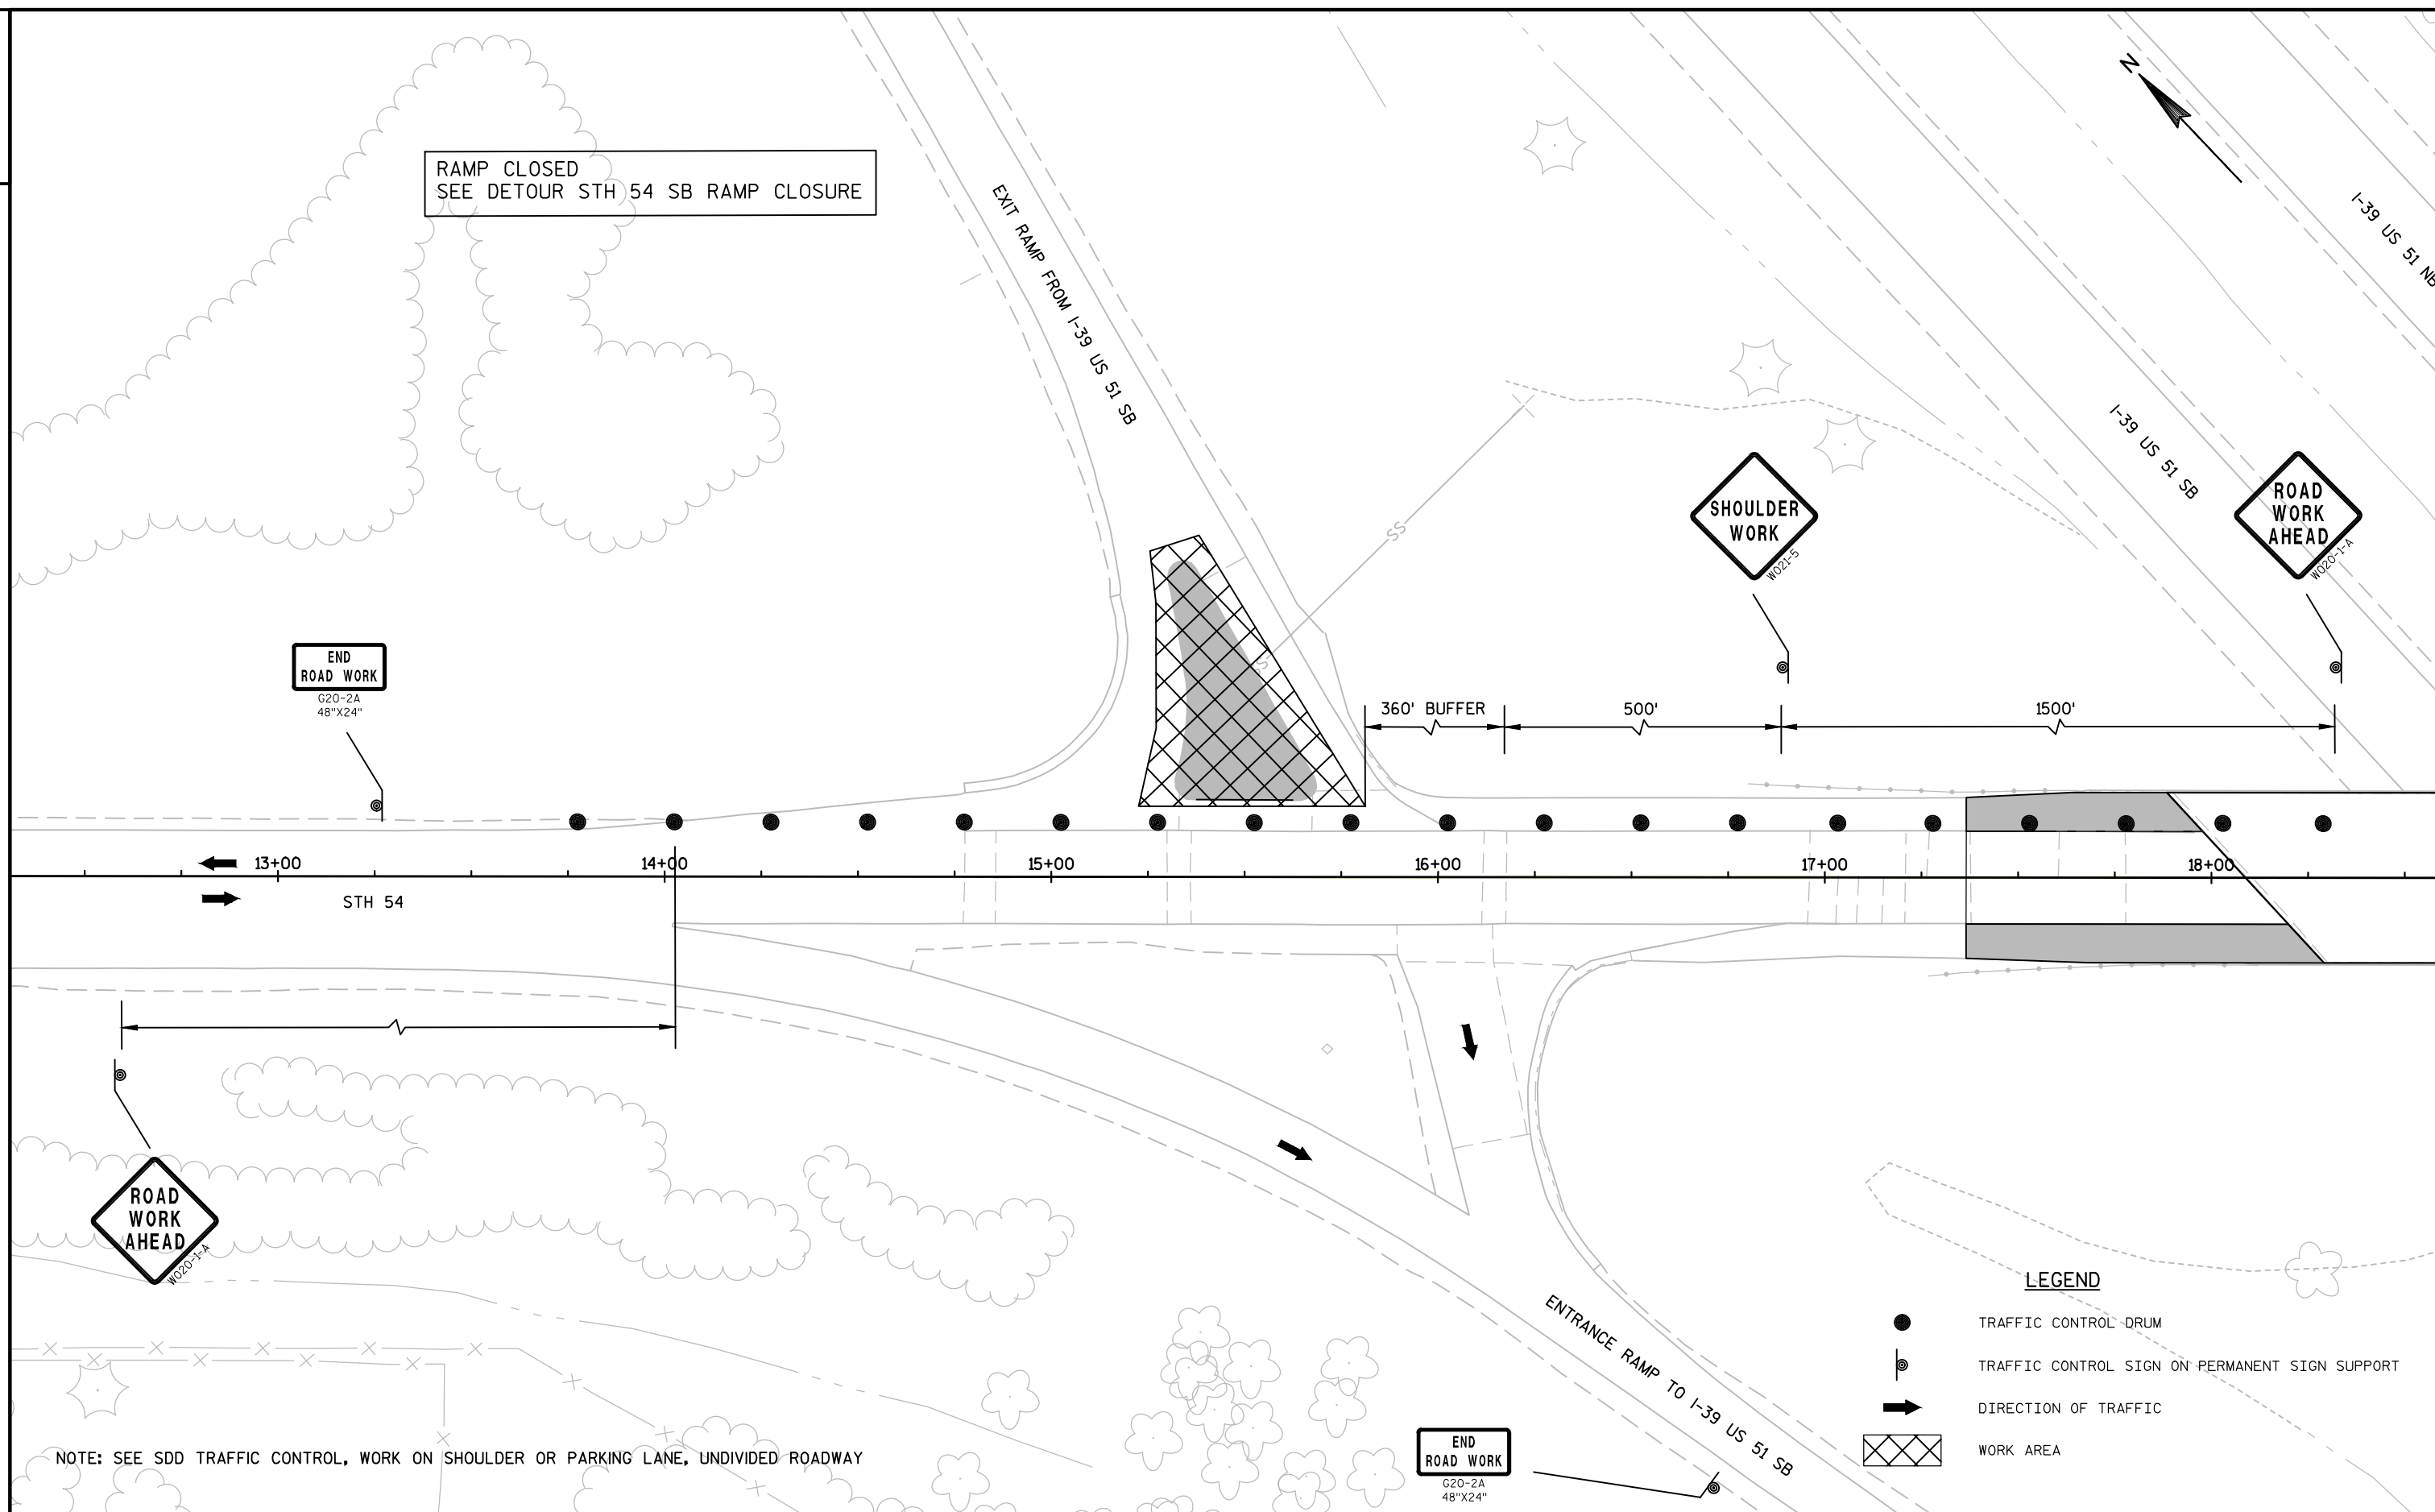 N
I-39 US 51 NB
RAMP CLOSED
SEE DETOUR STH 54 SB RAMP CLOSURE
EXIT RAMP FROM I-39 US 51 SB
I-39 US 51 SB
SHOULDER
WORK
WO21-5
ROAD
WORK
AHEAD
WO20-1-A
SS
SS
END
ROAD WORK
G20-2A
48"X24"
360' BUFFER
500'
1500'
13+00
14+00
15+00
16+00
17+00
18+00
STH 54
ROAD
WORK
AHEAD
WO20-1-A
ENTRANCE RAMP TO I-39 US 51 SB
LEGEND
TRAFFIC CONTROL DRUM
TRAFFIC CONTROL SIGN ON PERMANENT SIGN SUPPORT
DIRECTION OF TRAFFIC
WORK AREA
END
ROAD WORK
G20-2A
48"X24"
NOTE: SEE SDD TRAFFIC CONTROL, WORK ON SHOULDER OR PARKING LANE, UNDIVIDED ROADWAY